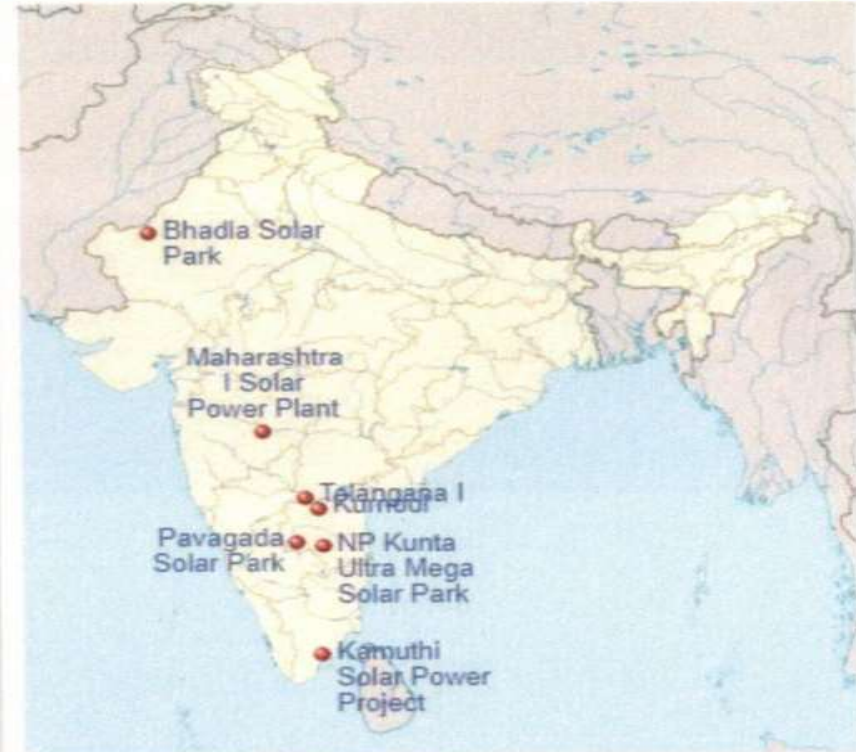 Bhadla Solar
Park
Maharashtra
I Solar
Power Plant
Telangana I
Kurnool
Pavagada
Solar Park
NP Kunta
Ultra Mega
Solar Park
Kamuthi
Solar Power
Project